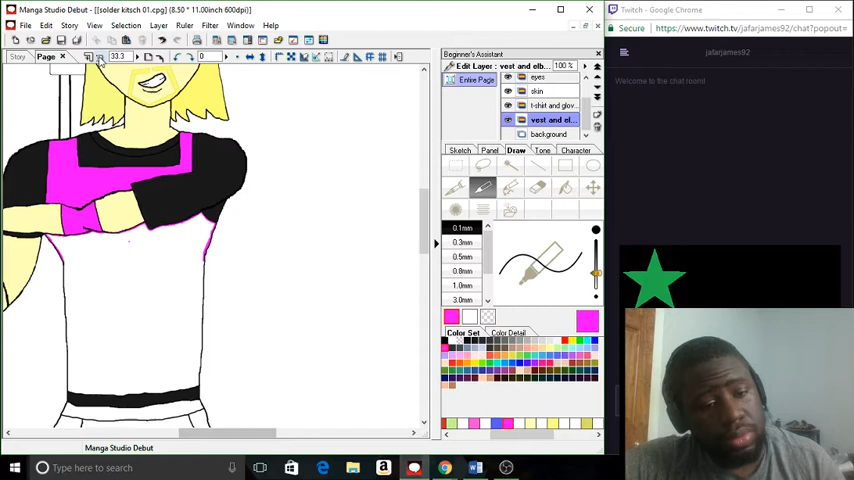 Manga Studio Debut - [[solder kitsch 01.cpg] (8.50 * 11.00inch 600dpi)]
File Edit Story View Selection Layer Ruler Filter Window Help
Story Page 33.3 0
Beginner's Assistant
Edit Layer : vest and elb... 100 %
Entire Page
eyes
skin
t-shirt and glov...
vest and el...
background
Sketch Panel Draw Tone Character
0.1mm
0.3mm
0.5mm
0.8mm
1.0mm
3.0mm
Color Set Color Detail
Manga Studio Debut
Type here to search
Twitch - Google Chrome
Secure https://www.twitch.tv/jafarjames92/chat?popout=
jafarjames92
Welcome to the chat room!